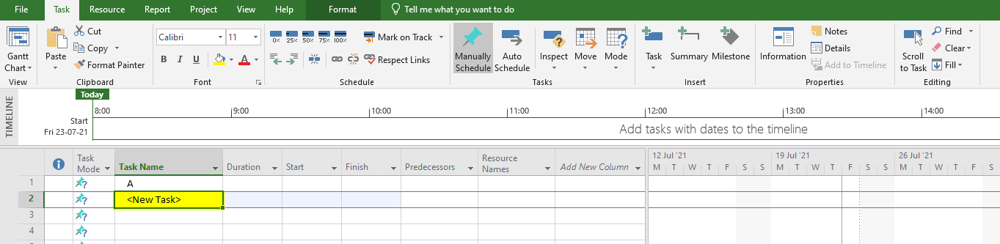 File Task Resource Report Project View Help Format Tell me what you want to do
Gantt Chart
View
Paste
Cut
Copy
Format Painter
Clipboard
Calibri 11
B I U A
Font
0% 25% 50% 75% 100%
Mark on Track
Respect Links
Schedule
Manually Schedule
Auto Schedule
Inspect
Move
Mode
Tasks
Task
Summary
Milestone
Insert
Information
Notes
Details
Add to Timeline
Properties
Scroll to Task
Find
Clear
Fill
Editing
TIMELINE
Today
8:00 9:00 10:00 11:00 12:00 13:00 14:00
Start
Fri 23-07-21
Add tasks with dates to the timeline
Task Mode Task Name Duration Start Finish Predecessors Resource Names Add New Column
12 Jul '21 19 Jul '21 26 Jul '21
M T W T F S S M T W T F S S M T W T F S
1 A
2 <New Task>
3
4